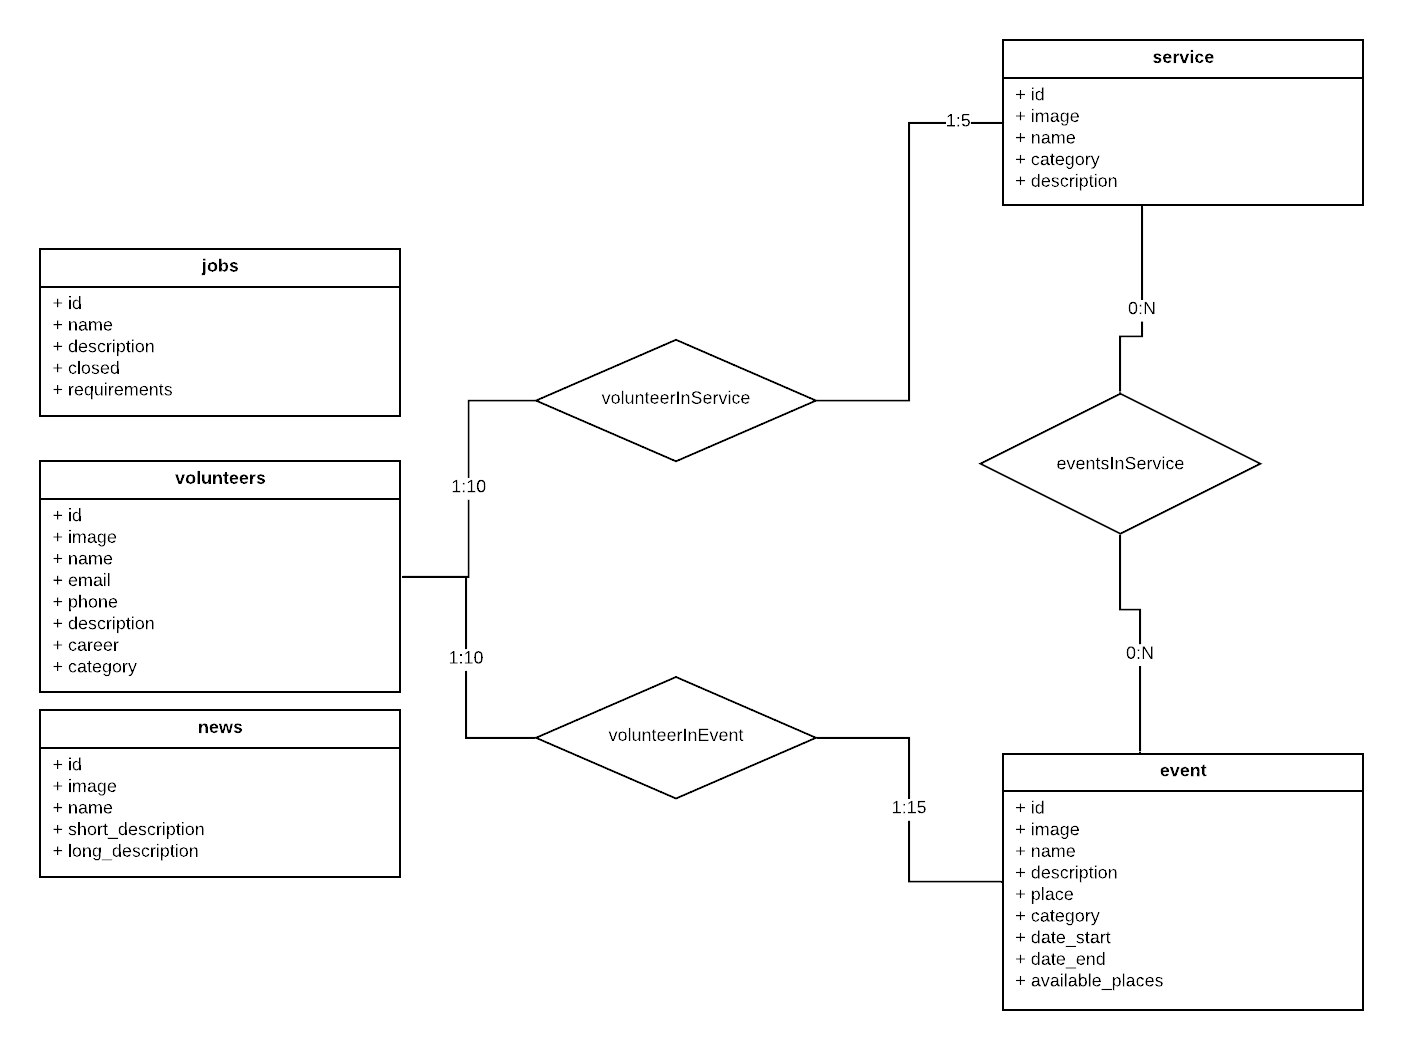 service
+ id
+ image
+ name
+ category
+ description
1:5
jobs
+ id
+ name
+ description
+ closed
+ requirements
0:N
volunteerInService
eventsInService
volunteers
+ id
+ image
+ name
+ email
+ phone
+ description
+ career
+ category
1:10
1:10
0:N
news
+ id
+ image
+ name
+ short_description
+ long_description
volunteerInEvent
1:15
event
+ id
+ image
+ name
+ description
+ place
+ category
+ date_start
+ date_end
+ available_places